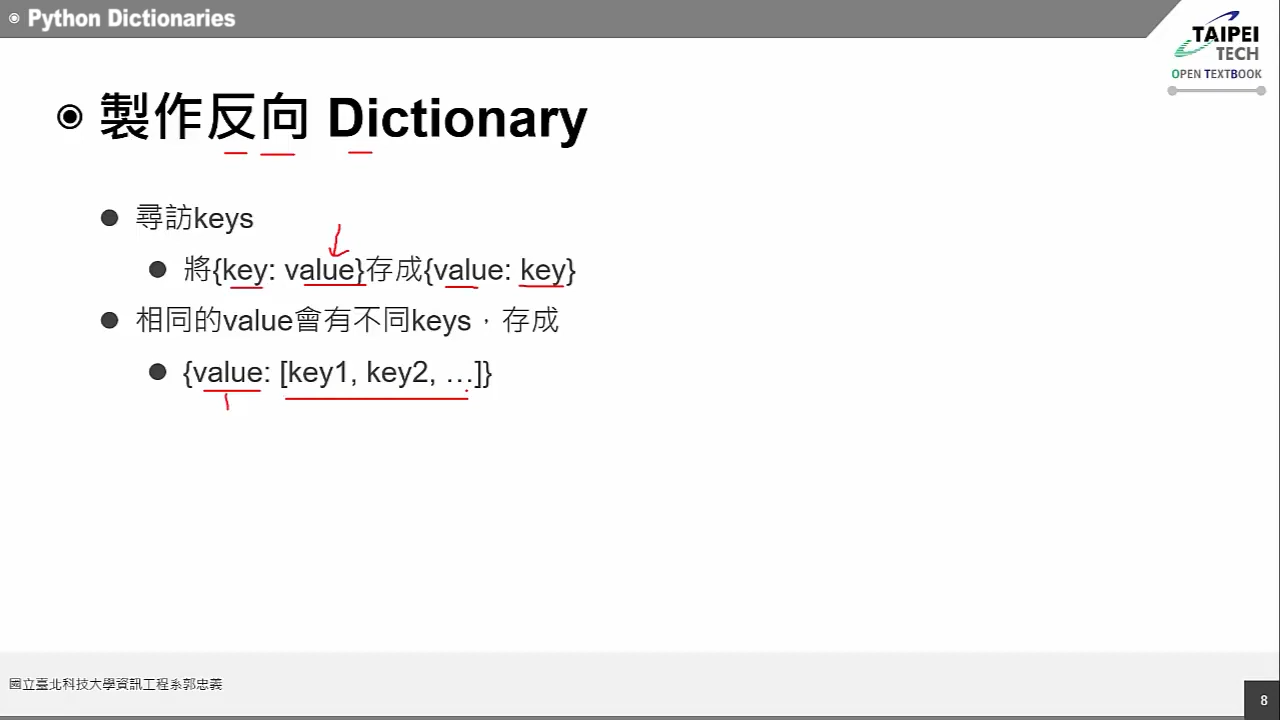 Python Dictionaries
TAIPEI
TECH
OPEN TEXTBOOK
製作反向 Dictionary
尋訪keys
將{key: value}存成{value: key}
相同的value會有不同keys，存成
{value: [key1, key2, …]}
國立臺北科技大學資訊工程系郭忠義
8